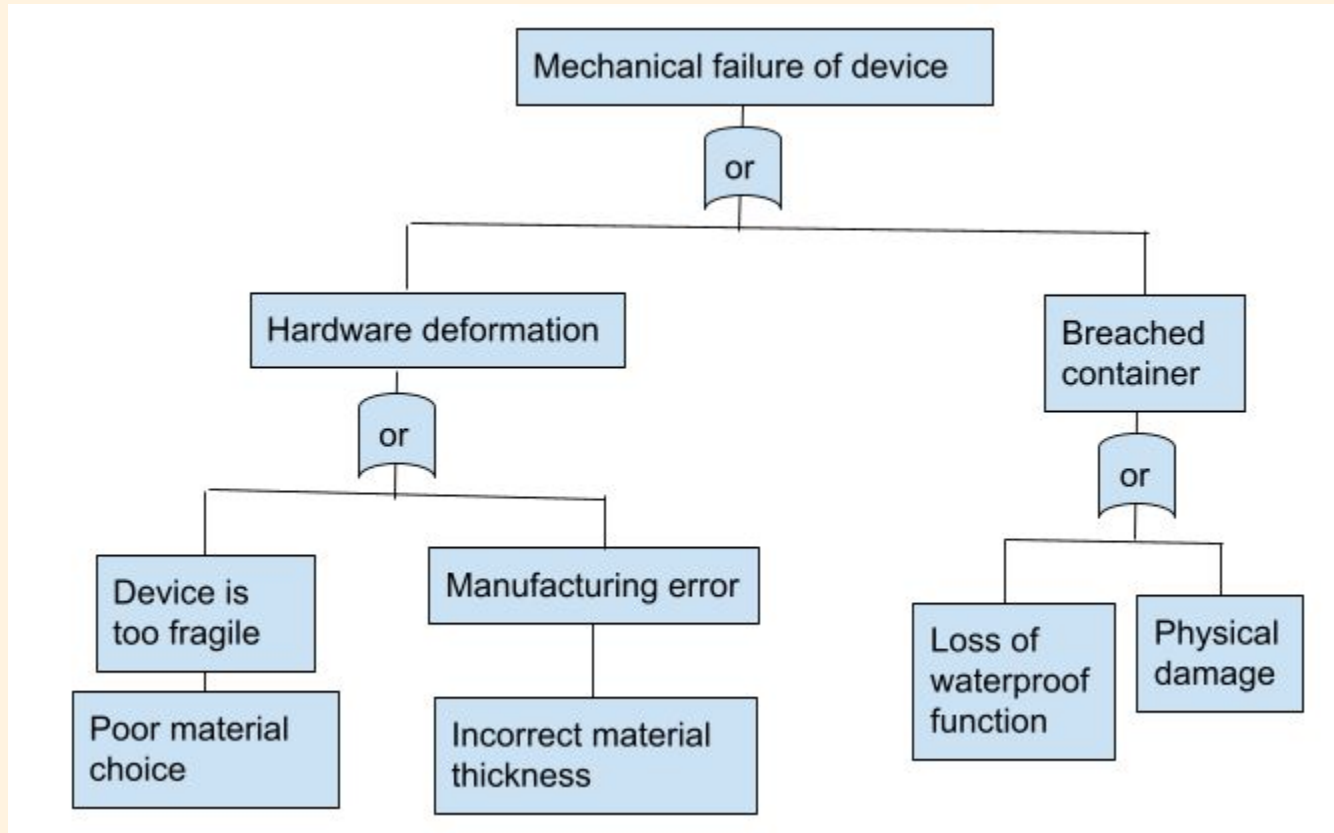 Mechanical failure of device
or
Hardware deformation
Breached
container
or
or
Device is
too fragile
Manufacturing error
Loss of
waterproof
function
Physical
damage
Poor material
choice
Incorrect material
thickness